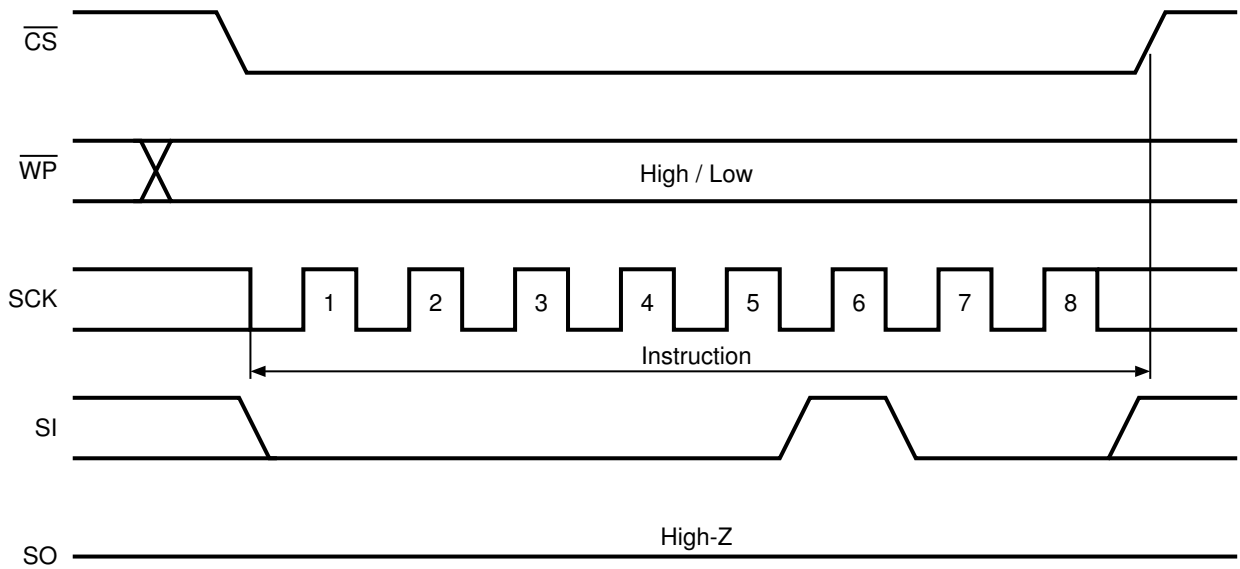 CS
WP
High / Low
SCK
1 2 3 4 5 6 7 8
Instruction
SI
High-Z
SO